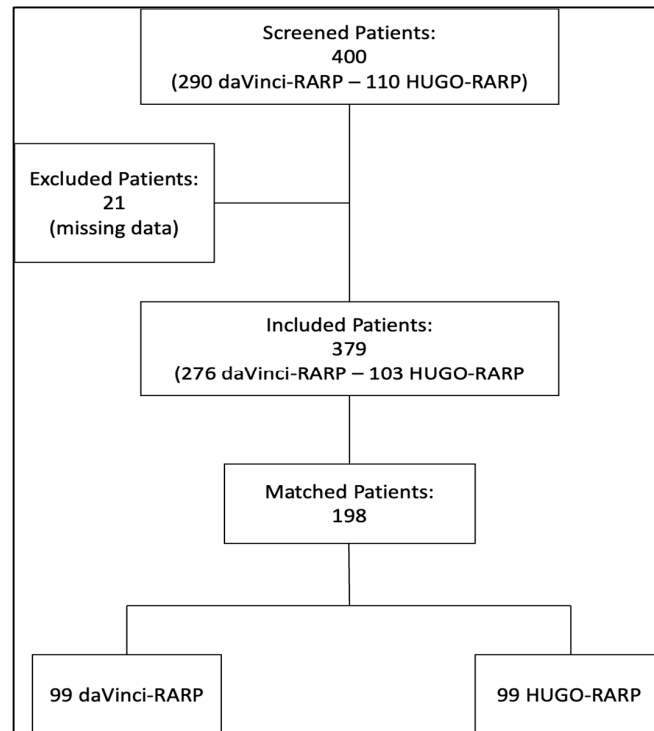 Screened Patients:
400
(290 daVinci-RARP – 110 HUGO-RARP)
Excluded Patients:
21
(missing data)
Included Patients:
379
(276 daVinci-RARP – 103 HUGO-RARP
Matched Patients:
198
99 daVinci-RARP
99 HUGO-RARP